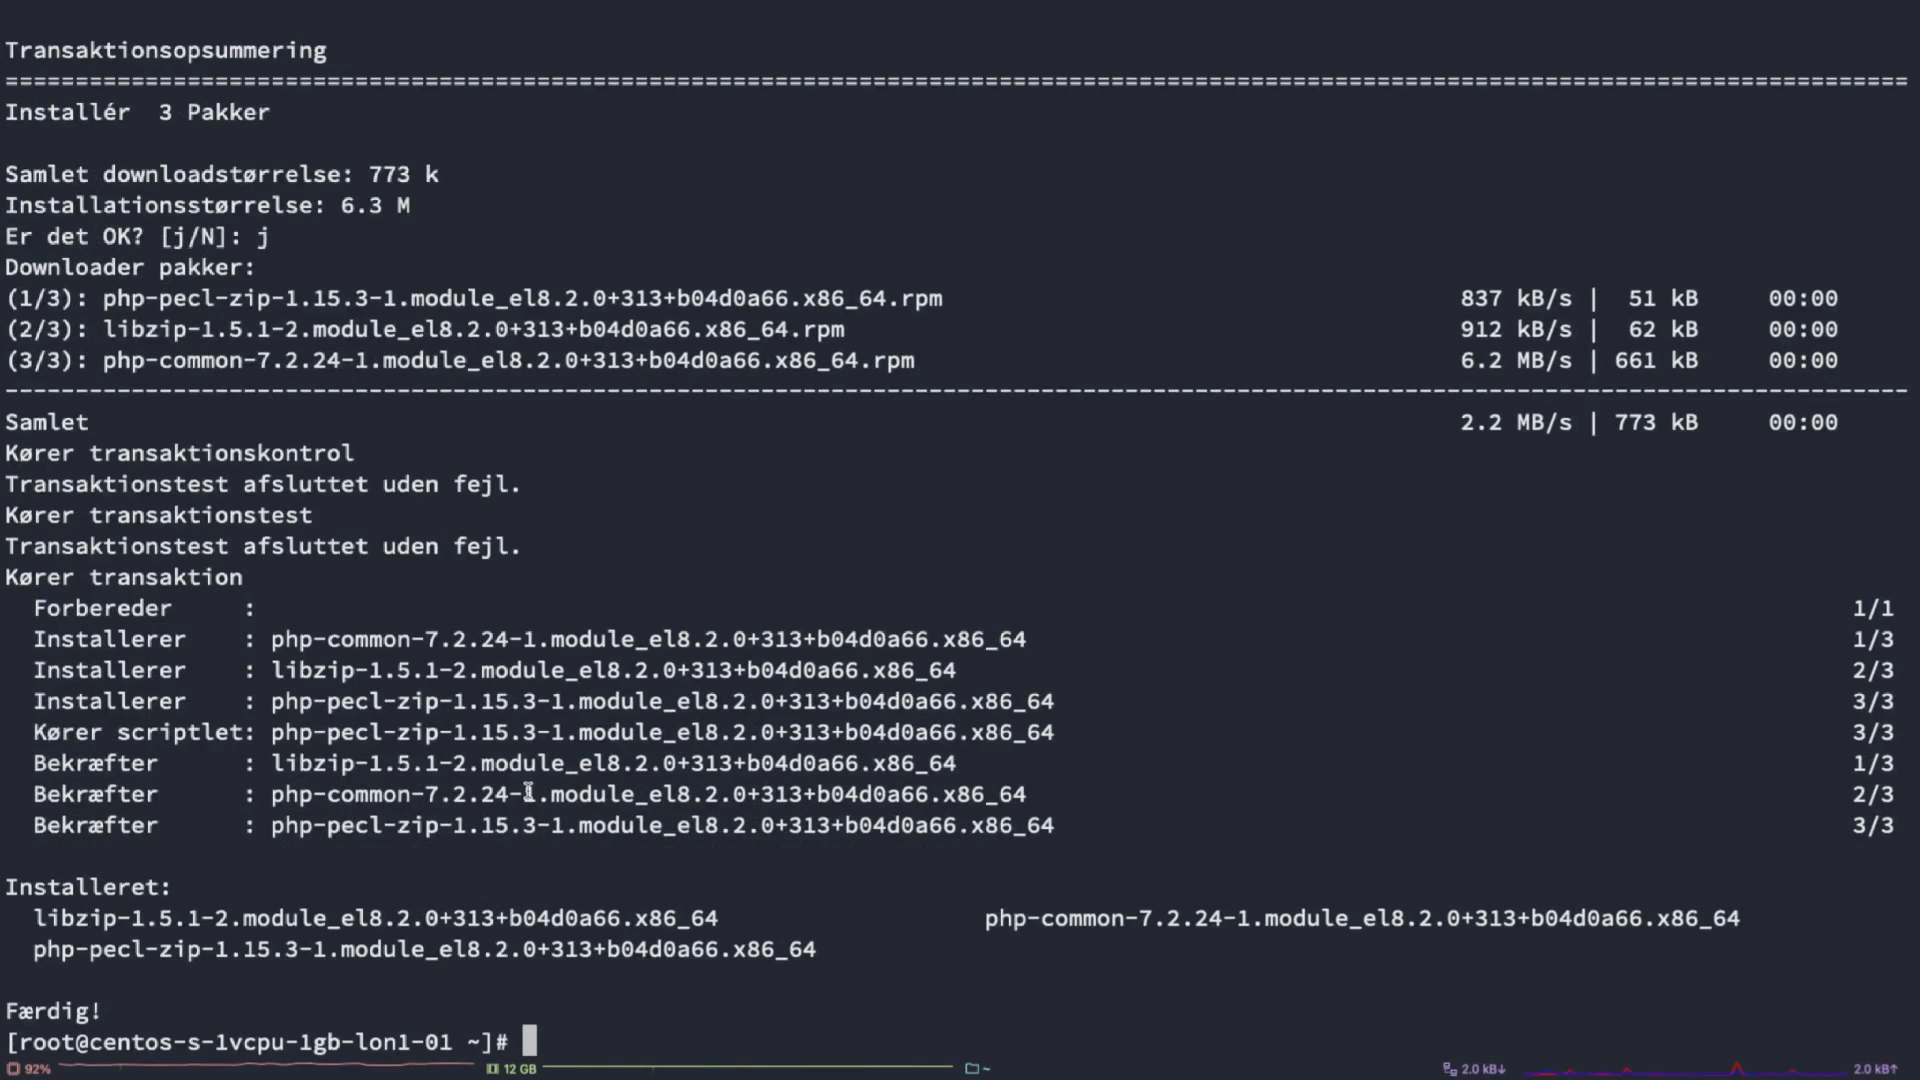 Transaktionsopsummering
================================================================================================================================================
Installér  3 Pakker
Samlet downloadstørrelse: 773 k
Installationsstørrelse: 6.3 M
Er det OK? [j/N]: j
Downloader pakker:
(1/3): php-pecl-zip-1.15.3-1.module_el8.2.0+313+b04d0a66.x86_64.rpm 837 kB/s |  51 kB     00:00
(2/3): libzip-1.5.1-2.module_el8.2.0+313+b04d0a66.x86_64.rpm 912 kB/s |  62 kB     00:00
(3/3): php-common-7.2.24-1.module_el8.2.0+313+b04d0a66.x86_64.rpm 6.2 MB/s | 661 kB     00:00
------------------------------------------------------------------------------------------------------------------------------------------------
Samlet 2.2 MB/s | 773 kB     00:00
Kører transaktionskontrol
Transaktionstest afsluttet uden fejl.
Kører transaktionstest
Transaktionstest afsluttet uden fejl.
Kører transaktion
  Forbereder     : 1/1
  Installerer    : php-common-7.2.24-1.module_el8.2.0+313+b04d0a66.x86_64 1/3
  Installerer    : libzip-1.5.1-2.module_el8.2.0+313+b04d0a66.x86_64 2/3
  Installerer    : php-pecl-zip-1.15.3-1.module_el8.2.0+313+b04d0a66.x86_64 3/3
  Kører scriptlet: php-pecl-zip-1.15.3-1.module_el8.2.0+313+b04d0a66.x86_64 3/3
  Bekræfter      : libzip-1.5.1-2.module_el8.2.0+313+b04d0a66.x86_64 1/3
  Bekræfter      : php-common-7.2.24-1.module_el8.2.0+313+b04d0a66.x86_64 2/3
  Bekræfter      : php-pecl-zip-1.15.3-1.module_el8.2.0+313+b04d0a66.x86_64 3/3
Installeret:
  libzip-1.5.1-2.module_el8.2.0+313+b04d0a66.x86_64 php-common-7.2.24-1.module_el8.2.0+313+b04d0a66.x86_64
  php-pecl-zip-1.15.3-1.module_el8.2.0+313+b04d0a66.x86_64
Færdig!
[root@centos-s-1vcpu-1gb-lon1-01 ~]#
92% 12 GB ~ 2.0 kB↓ 2.0 kB↑